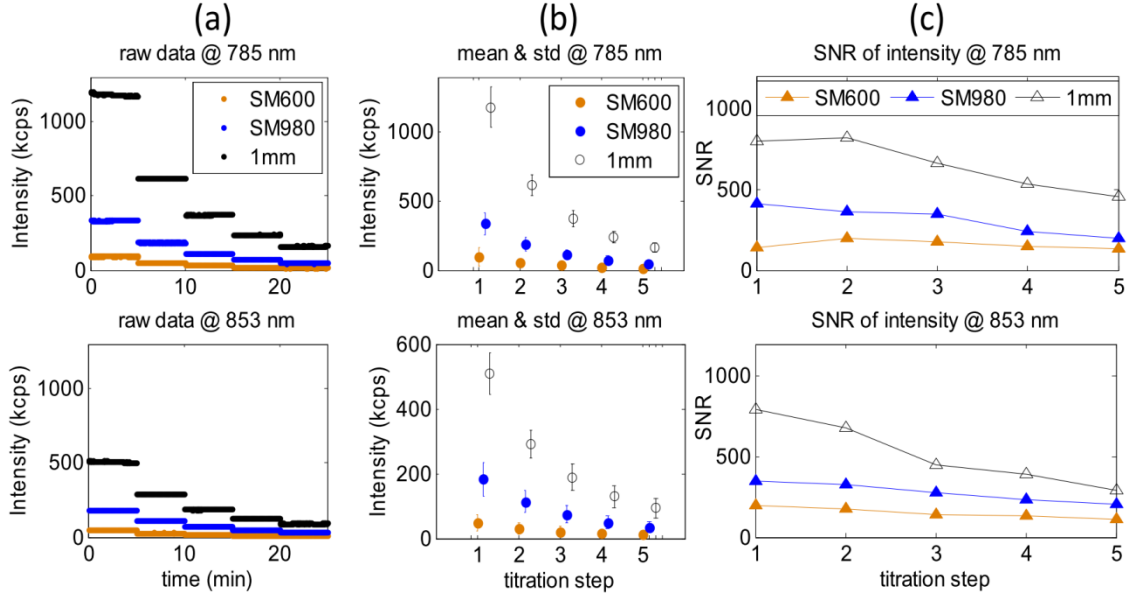 (a)
(b)
(c)
raw data @ 785 nm
mean & std @ 785 nm
SNR of intensity @ 785 nm
Intensity (kcps)
1000
500
0
SM600
SM980
1mm
0
10
20
Intensity (kcps)
1000
500
0
SM600
SM980
1mm
1
2
3
4
5
SNR
1000
500
0
SM600
SM980
1mm
1
2
3
4
5
raw data @ 853 nm
mean & std @ 853 nm
SNR of intensity @ 853 nm
Intensity (kcps)
1000
500
0
0
10
20
time (min)
Intensity (kcps)
600
400
200
0
1
2
3
4
5
titration step
SNR
1000
500
0
1
2
3
4
5
titration step